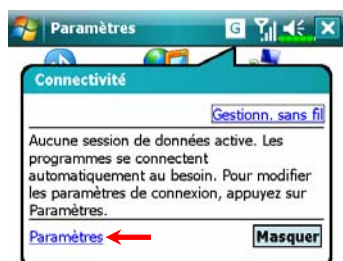 Paramètres G
Connectivité
Gestionn. sans fil
Aucune session de données active. Les
programmes se connectent
automatiquement au besoin. Pour modifier
les paramètres de connexion, appuyez sur
Paramètres.
Paramètres Masquer